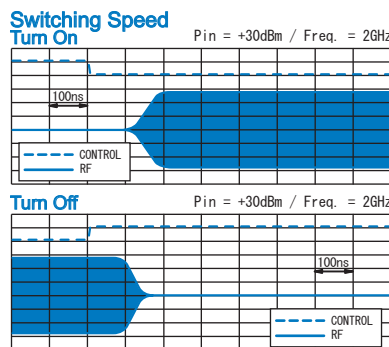 Switching Speed
Turn On Pin = +30dBm / Freq. = 2GHz
100ns
CONTROL
RF
Turn Off Pin = +30dBm / Freq. = 2GHz
100ns
CONTROL
RF